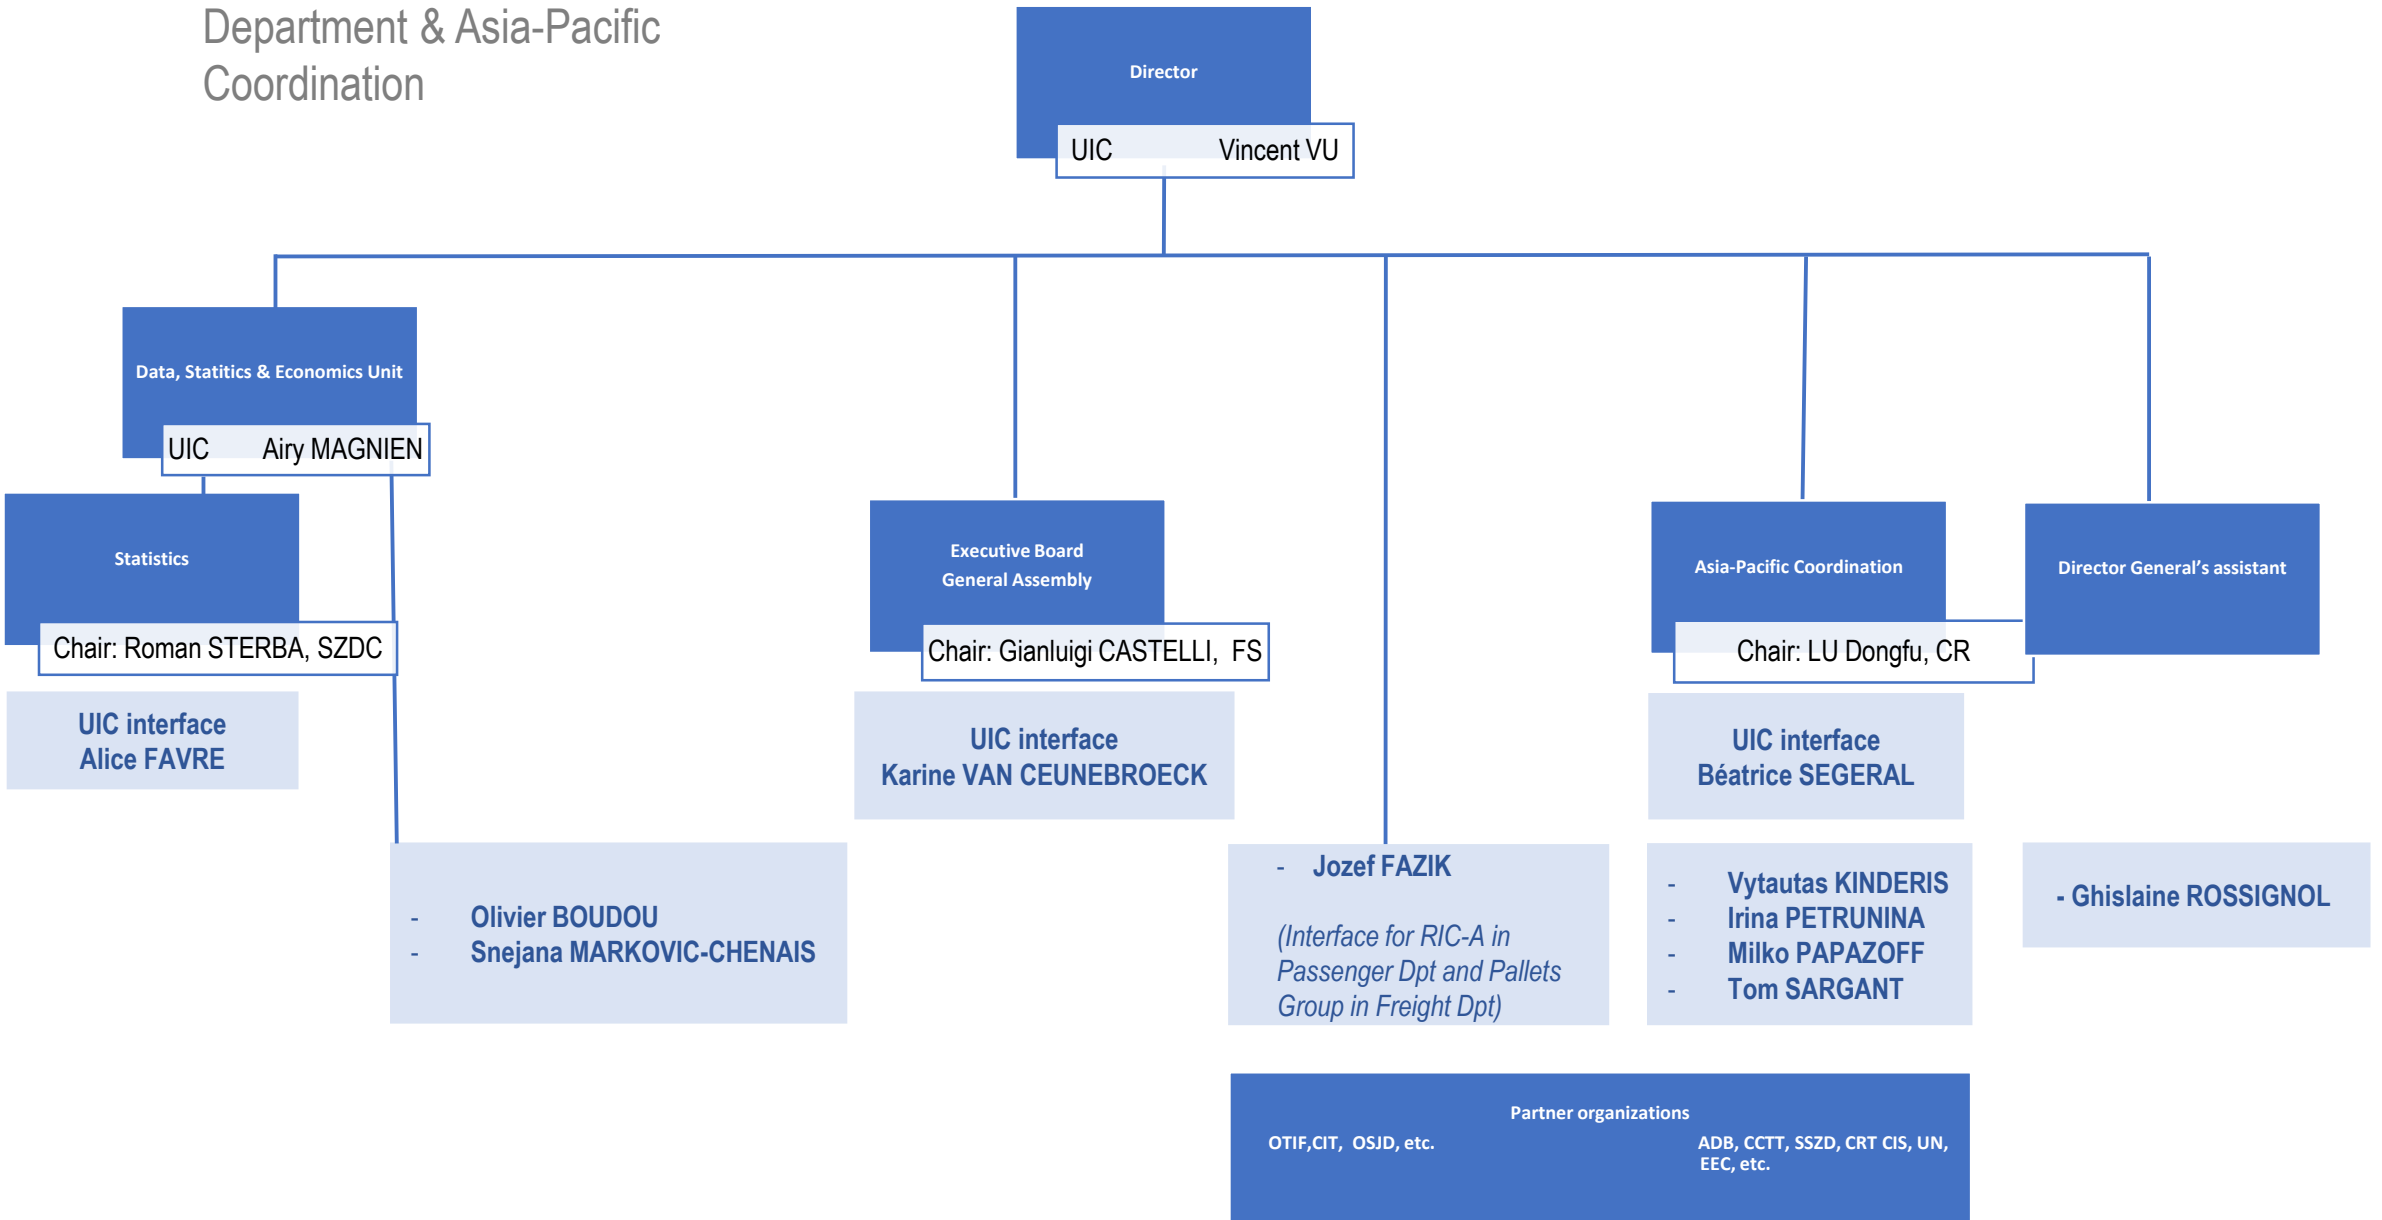 Department & Asia-Pacific
Coordination
Director
UIC Vincent VU
Data, Statitics & Economics Unit
UIC Airy MAGNIEN
Statistics
Chair: Roman STERBA, SZDC
UIC interface
Alice FAVRE
- Olivier BOUDOU
- Snejana MARKOVIC-CHENAIS
Executive Board
General Assembly
Chair: Gianluigi CASTELLI, FS
UIC interface
Karine VAN CEUNEBROECK
- Jozef FAZIK
(Interface for RIC-A in
Passenger Dpt and Pallets
Group in Freight Dpt)
Asia-Pacific Coordination
Chair: LU Dongfu, CR
UIC interface
Béatrice SEGERAL
- Vytautas KINDERIS
- Irina PETRUNINA
- Milko PAPAZOFF
- Tom SARGANT
Director General’s assistant
- Ghislaine ROSSIGNOL
Partner organizations
OTIF,CIT, OSJD, etc.
ADB, CCTT, SSZD, CRT CIS, UN,
EEC, etc.